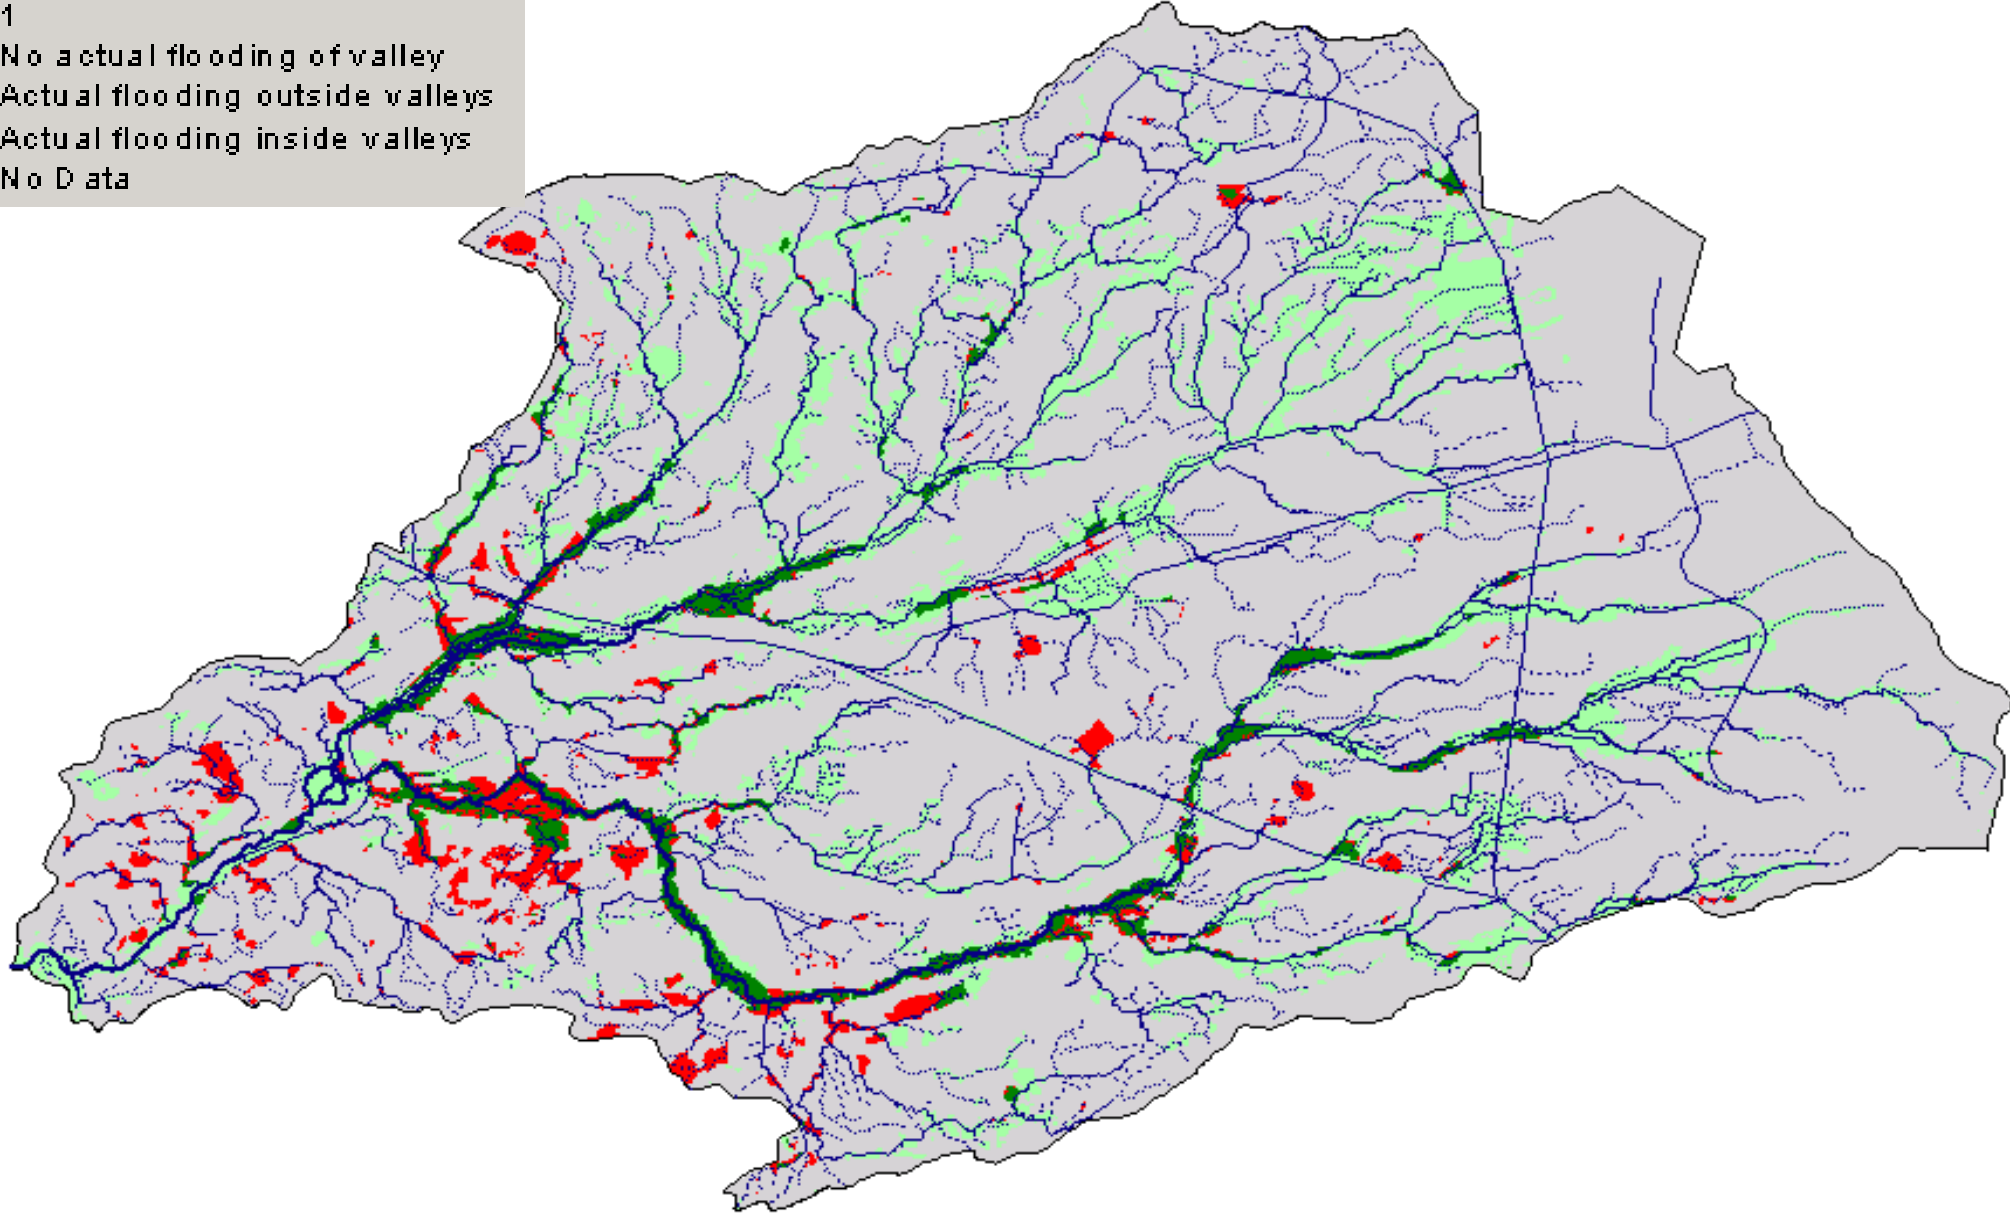 1
No actual flooding of valley
Actual flooding outside valleys
Actual flooding inside valleys
No Data